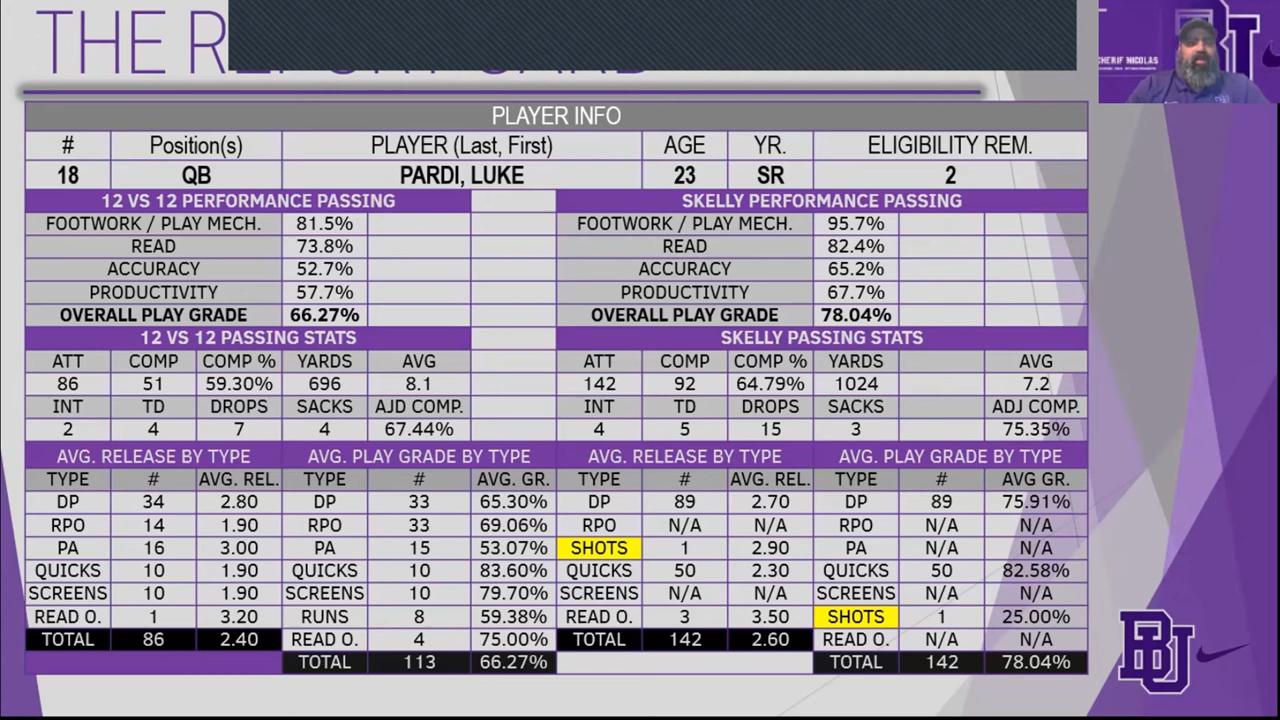 THE R
BU
CHERIF NICOLAS
PLAYER INFO
# Position(s) PLAYER (Last, First) AGE YR. ELIGIBILITY REM.
18 QB PARDI, LUKE 23 SR 2
12 VS 12 PERFORMANCE PASSING SKELLY PERFORMANCE PASSING
FOOTWORK / PLAY MECH. 81.5% FOOTWORK / PLAY MECH. 95.7%
READ 73.8% READ 82.4%
ACCURACY 52.7% ACCURACY 65.2%
PRODUCTIVITY 57.7% PRODUCTIVITY 67.7%
OVERALL PLAY GRADE 66.27% OVERALL PLAY GRADE 78.04%
12 VS 12 PASSING STATS SKELLY PASSING STATS
ATT COMP COMP % YARDS AVG ATT COMP COMP % YARDS AVG
86 51 59.30% 696 8.1 142 92 64.79% 1024 7.2
INT TD DROPS SACKS AJD COMP. INT TD DROPS SACKS ADJ COMP.
2 4 7 4 67.44% 4 5 15 3 75.35%
AVG. RELEASE BY TYPE AVG. PLAY GRADE BY TYPE AVG. RELEASE BY TYPE AVG. PLAY GRADE BY TYPE
TYPE # AVG. REL. TYPE # AVG. GR. TYPE # AVG. REL. TYPE # AVG GR.
DP 34 2.80 DP 33 65.30% DP 89 2.70 DP 89 75.91%
RPO 14 1.90 RPO 33 69.06% RPO N/A N/A RPO N/A N/A
PA 16 3.00 PA 15 53.07% SHOTS 1 2.90 PA N/A N/A
QUICKS 10 1.90 QUICKS 10 83.60% QUICKS 50 2.30 QUICKS 50 82.58%
SCREENS 10 1.90 SCREENS 10 79.70% SCREENS N/A N/A SCREENS N/A N/A
READ O. 1 3.20 RUNS 8 59.38% READ O. 3 3.50 SHOTS 1 25.00%
TOTAL 86 2.40 READ O. 4 75.00% TOTAL 142 2.60 READ O. N/A N/A
TOTAL 113 66.27% TOTAL 142 78.04%
BU